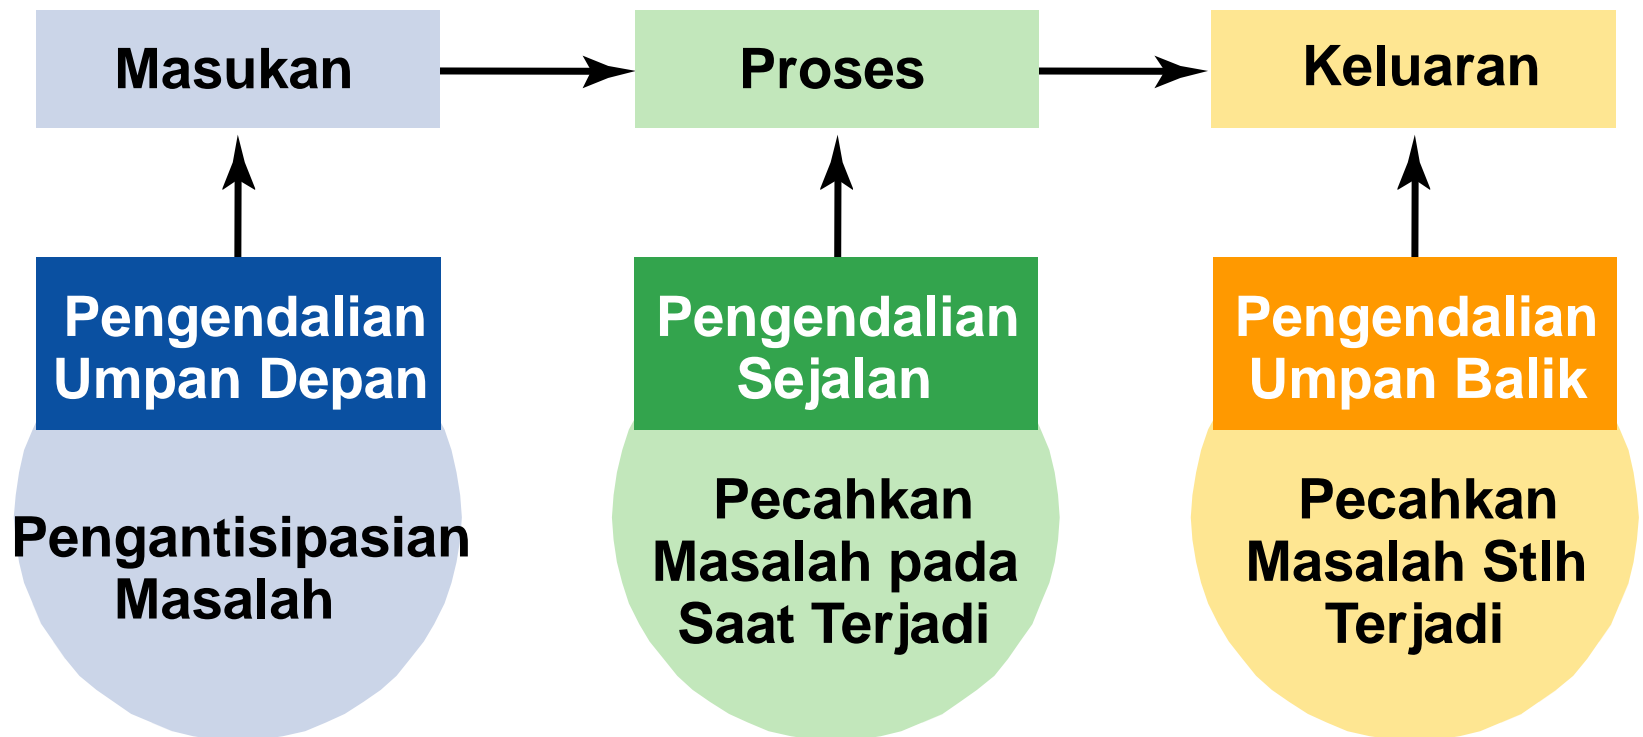 Masukan
Proses
Keluaran
Pengendalian
Umpan Depan
Pengendalian
Sejalan
Pengendalian
Umpan Balik
Pengantisipasian
Masalah
Pecahkan
Masalah pada
Saat Terjadi
Pecahkan
Masalah Stlh
Terjadi